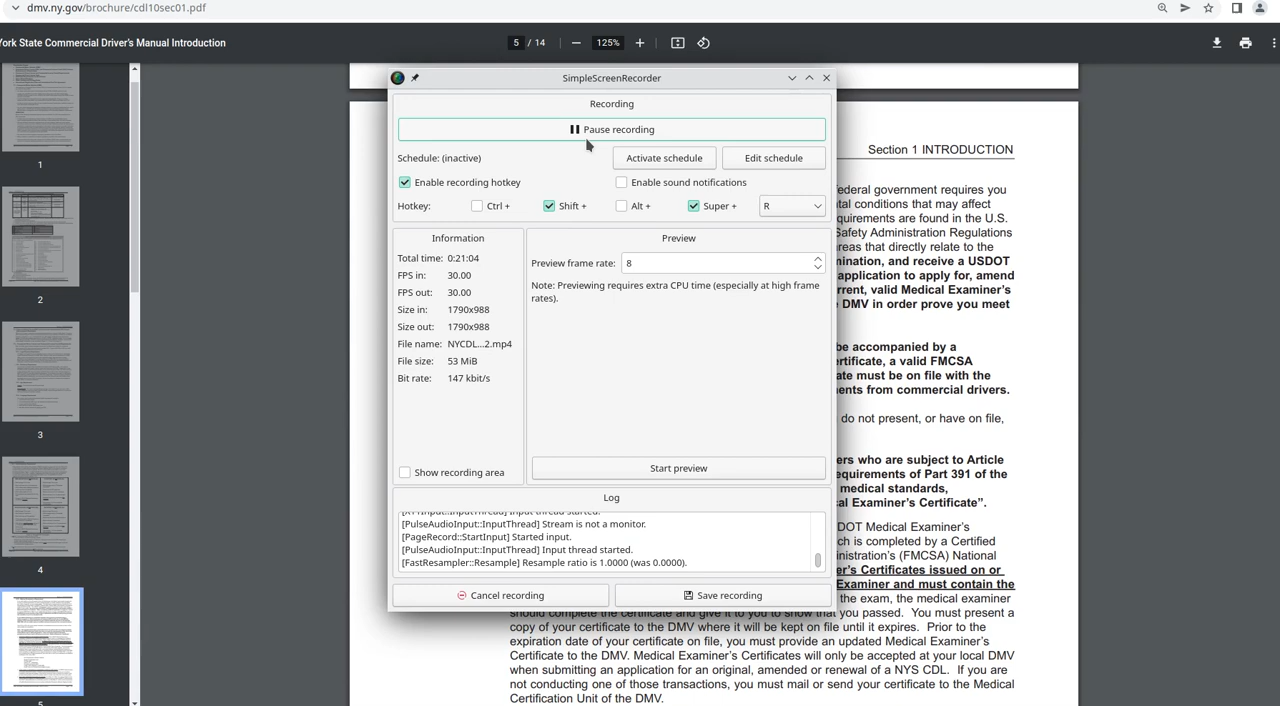 dmv.ny.gov/brochure/cdl10sec01.pdf
York State Commercial Driver's Manual Introduction
5 / 14
125%
SimpleScreenRecorder
Recording
Pause recording
Schedule: (inactive)
Activate schedule
Edit schedule
Enable recording hotkey
Enable sound notifications
Hotkey:
Ctrl +
Shift +
Alt +
Super +
R
Information
Total time: 0:21:04
FPS in: 30.00
FPS out: 30.00
Size in: 1790x988
Size out: 1790x988
File name: NYCDL...2.mp4
File size: 53 MiB
Bit rate: 147 kbit/s
Show recording area
Preview
Preview frame rate: 8
Note: Previewing requires extra CPU time (especially at high frame
rates).
Start preview
Log
[PulseAudioInput::InputThread] Stream is not a monitor.
[PageRecord::StartInput] Started input.
[PulseAudioInput::InputThread] Input thread started.
[FastResampler::Resample] Resample ratio is 1.0000 (was 0.0000).
Cancel recording
Save recording
1
2
3
4
5
Section 1 INTRODUCTION
federal government requires you
tal conditions that may affect
quirements are found in the U.S.
Safety Administration Regulations
reas that directly relate to the
mination, and receive a USDOT
application to apply for, amend
rrent, valid Medical Examiner's
DMV in order prove you meet
be accompanied by a
ertificate, a valid FMCSA
ate must be on file with the
ents from commercial drivers.
do not present, or have on file,
ers who are subject to Article
equirements of Part 391 of the
medical standards,
al Examiner's Certificate".
DOT Medical Examiner's
ch is completed by a Certified
inistration's (FMCSA) National
er's Certificates issued on or
Examiner and must contain the
the exam, the medical examiner
you passed. You must present a
copy of your certificate to the DMV where it will be kept on file until it expires. Prior to the
expiration date of your certificate on file, you must provide an updated Medical Examiner's
Certificate to the DMV. Medical Examiner's Certificates will only be accepted at your local DMV
when submitting an application for an original, amended or renewal of a NYS CDL. If you are
not conducting one of those transactions, you must mail or send your certificate to the Medical
Certification Unit of the DMV.